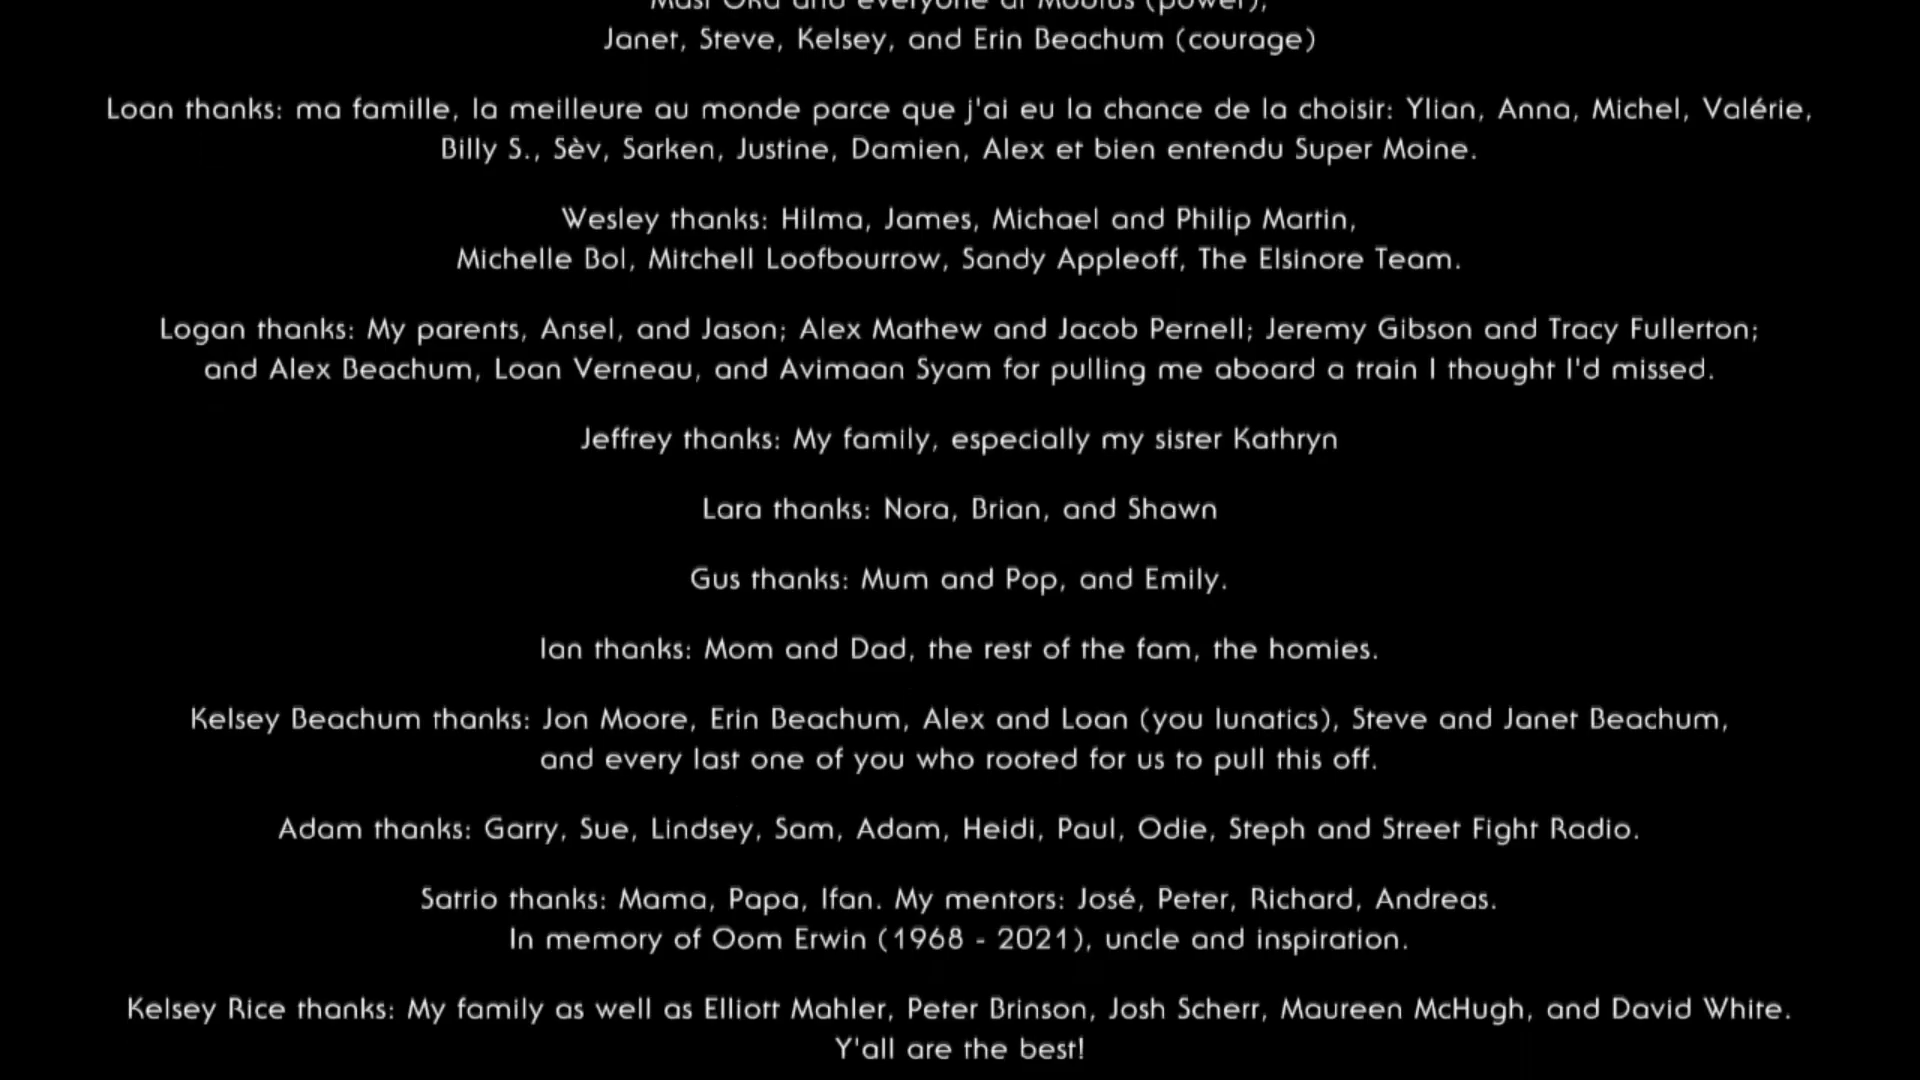 Masi Oka and everyone at Mobius (power),
Janet, Steve, Kelsey, and Erin Beachum (courage)
Loan thanks: ma famille, la meilleure au monde parce que j'ai eu la chance de la choisir: Ylian, Anna, Michel, Valérie,
Billy S., Sèv, Sarken, Justine, Damien, Alex et bien entendu Super Moine.
Wesley thanks: Hilma, James, Michael and Philip Martin,
Michelle Bol, Mitchell Loofbourrow, Sandy Appleoff, The Elsinore Team.
Logan thanks: My parents, Ansel, and Jason; Alex Mathew and Jacob Pernell; Jeremy Gibson and Tracy Fullerton;
and Alex Beachum, Loan Verneau, and Avimaan Syam for pulling me aboard a train I thought I'd missed.
Jeffrey thanks: My family, especially my sister Kathryn
Lara thanks: Nora, Brian, and Shawn
Gus thanks: Mum and Pop, and Emily.
Ian thanks: Mom and Dad, the rest of the fam, the homies.
Kelsey Beachum thanks: Jon Moore, Erin Beachum, Alex and Loan (you lunatics), Steve and Janet Beachum,
and every last one of you who rooted for us to pull this off.
Adam thanks: Garry, Sue, Lindsey, Sam, Adam, Heidi, Paul, Odie, Steph and Street Fight Radio.
Satrio thanks: Mama, Papa, Ifan. My mentors: José, Peter, Richard, Andreas.
In memory of Oom Erwin (1968 - 2021), uncle and inspiration.
Kelsey Rice thanks: My family as well as Elliott Mahler, Peter Brinson, Josh Scherr, Maureen McHugh, and David White.
Y'all are the best!